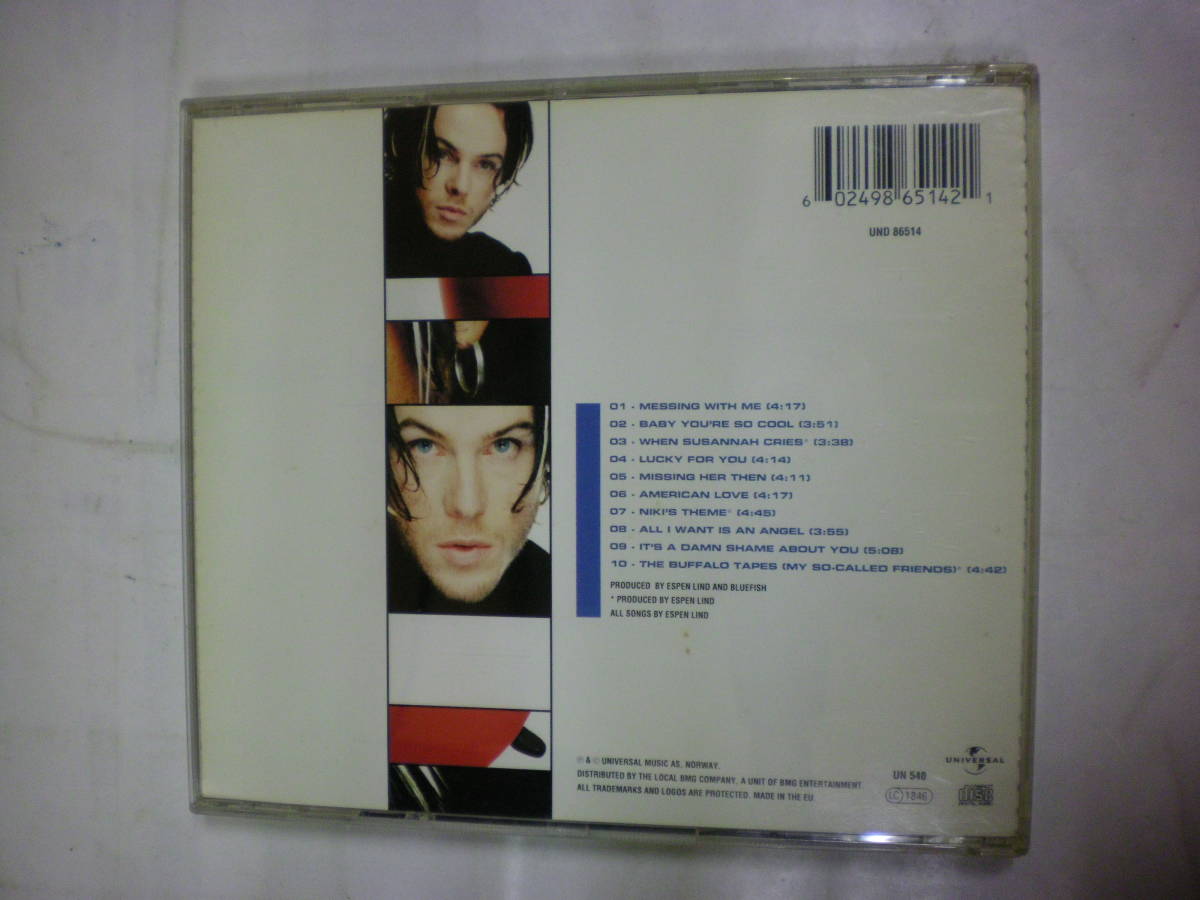 6 02498 65142 1
UND 86514
01 - MESSING WITH ME (4:17)
02 - BABY YOU'RE SO COOL (3:51)
03 - WHEN SUSANNAH CRIES* (3:38)
04 - LUCKY FOR YOU (4:14)
05 - MISSING HER THEN (4:11)
06 - AMERICAN LOVE (4:17)
07 - NIKI'S THEME* (4:45)
08 - ALL I WANT IS AN ANGEL (3:55)
09 - IT'S A DAMN SHAME ABOUT YOU (5:08)
10 - THE BUFFALO TAPES (MY SO-CALLED FRIENDS)* (4:42)
PRODUCED BY ESPEN LIND AND BLUEFISH
* PRODUCED BY ESPEN LIND
ALL SONGS BY ESPEN LIND
℗ & © UNIVERSAL MUSIC AS, NORWAY.
DISTRIBUTED BY THE LOCAL BMG COMPANY, A UNIT OF BMG ENTERTAINMENT.
ALL TRADEMARKS AND LOGOS ARE PROTECTED. MADE IN THE EU.
UN 540
LC 1846
UNIVERSAL
disc